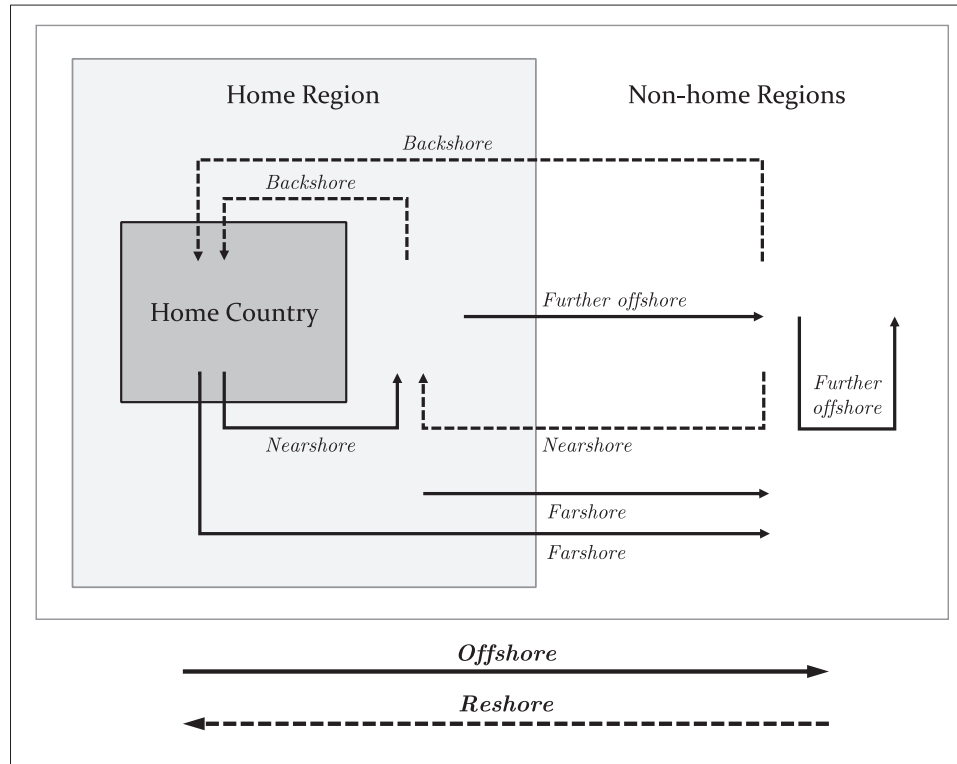 Home Region
Non-home Regions
Backshore
Backshore
Further offshore
Home Country
Further
offshore
Nearshore
Nearshore
Farshore
Farshore
Offshore
Reshore